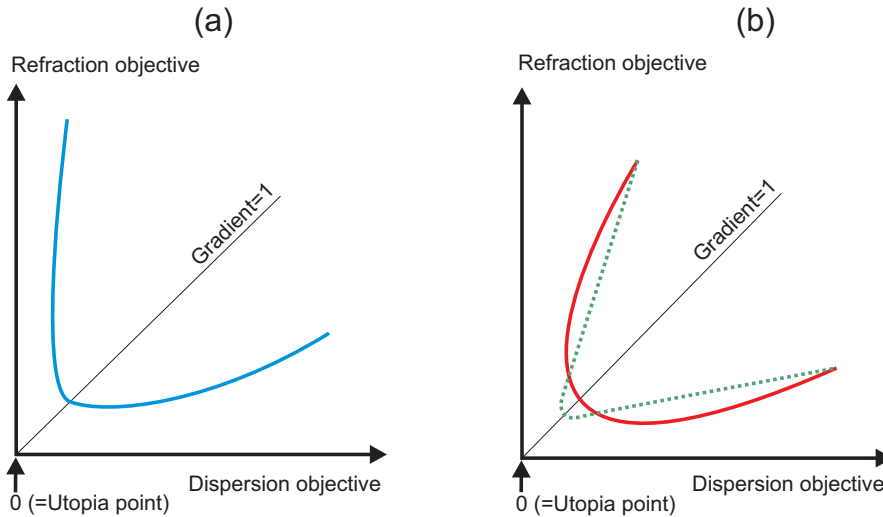 (a)
Refraction objective
Gradient=1
Dispersion objective
0 (=Utopia point)
(b)
Refraction objective
Gradient=1
Dispersion objective
0 (=Utopia point)